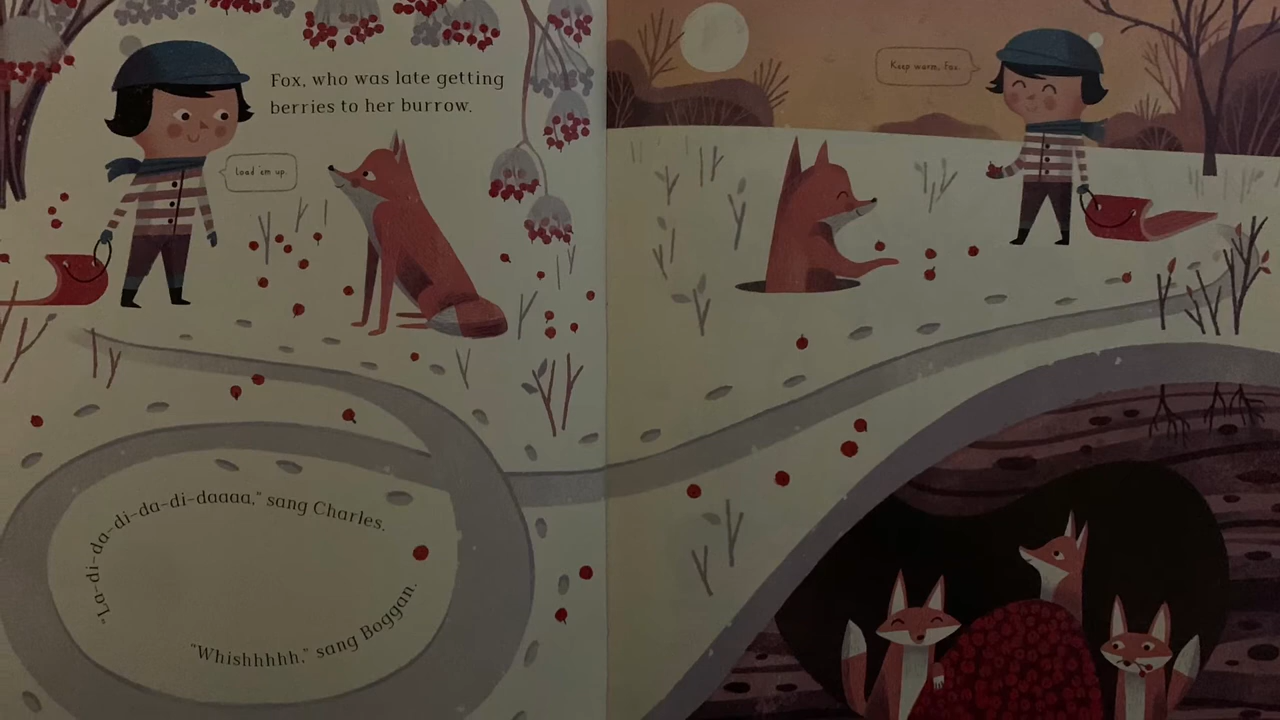 Fox, who was late getting
berries to her burrow.
Load 'em up.
"La-di-da-di-da-di-daaaa," sang Charles.
"Whishhhhh," sang Boggan.
Keep warm, Fox.